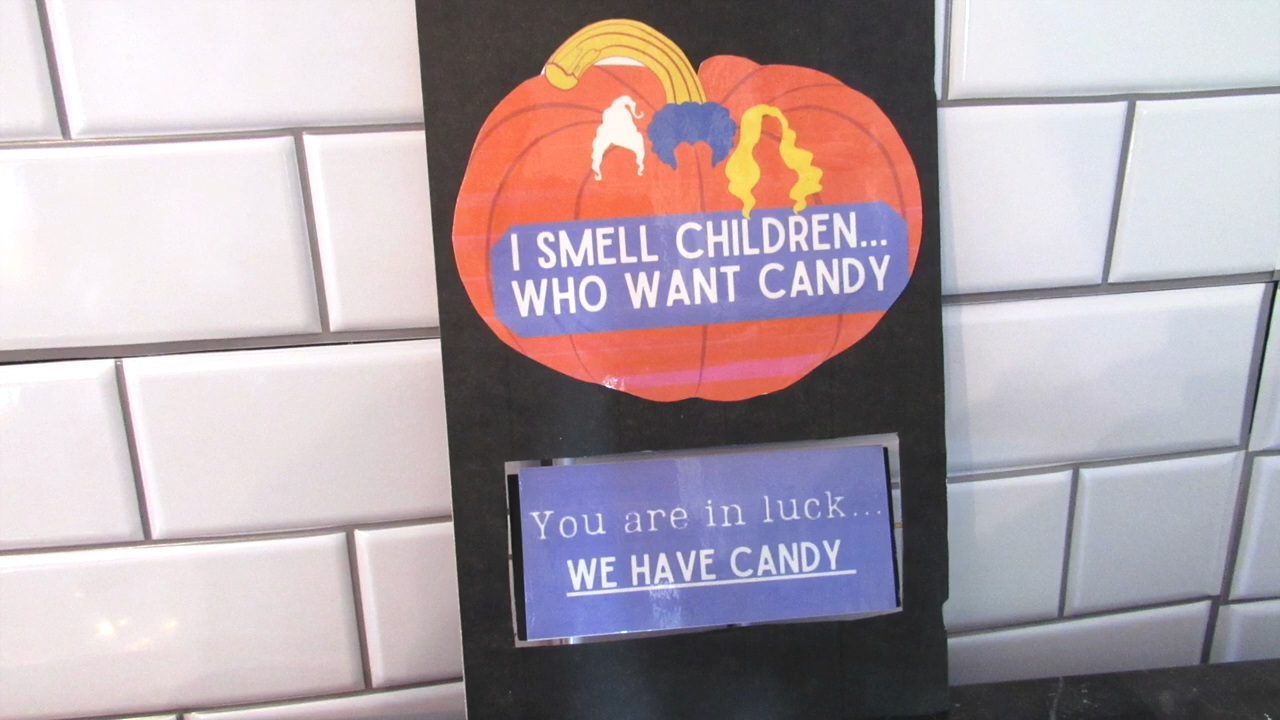 I SMELL CHILDREN...
WHO WANT CANDY
You are in luck...
WE HAVE CANDY